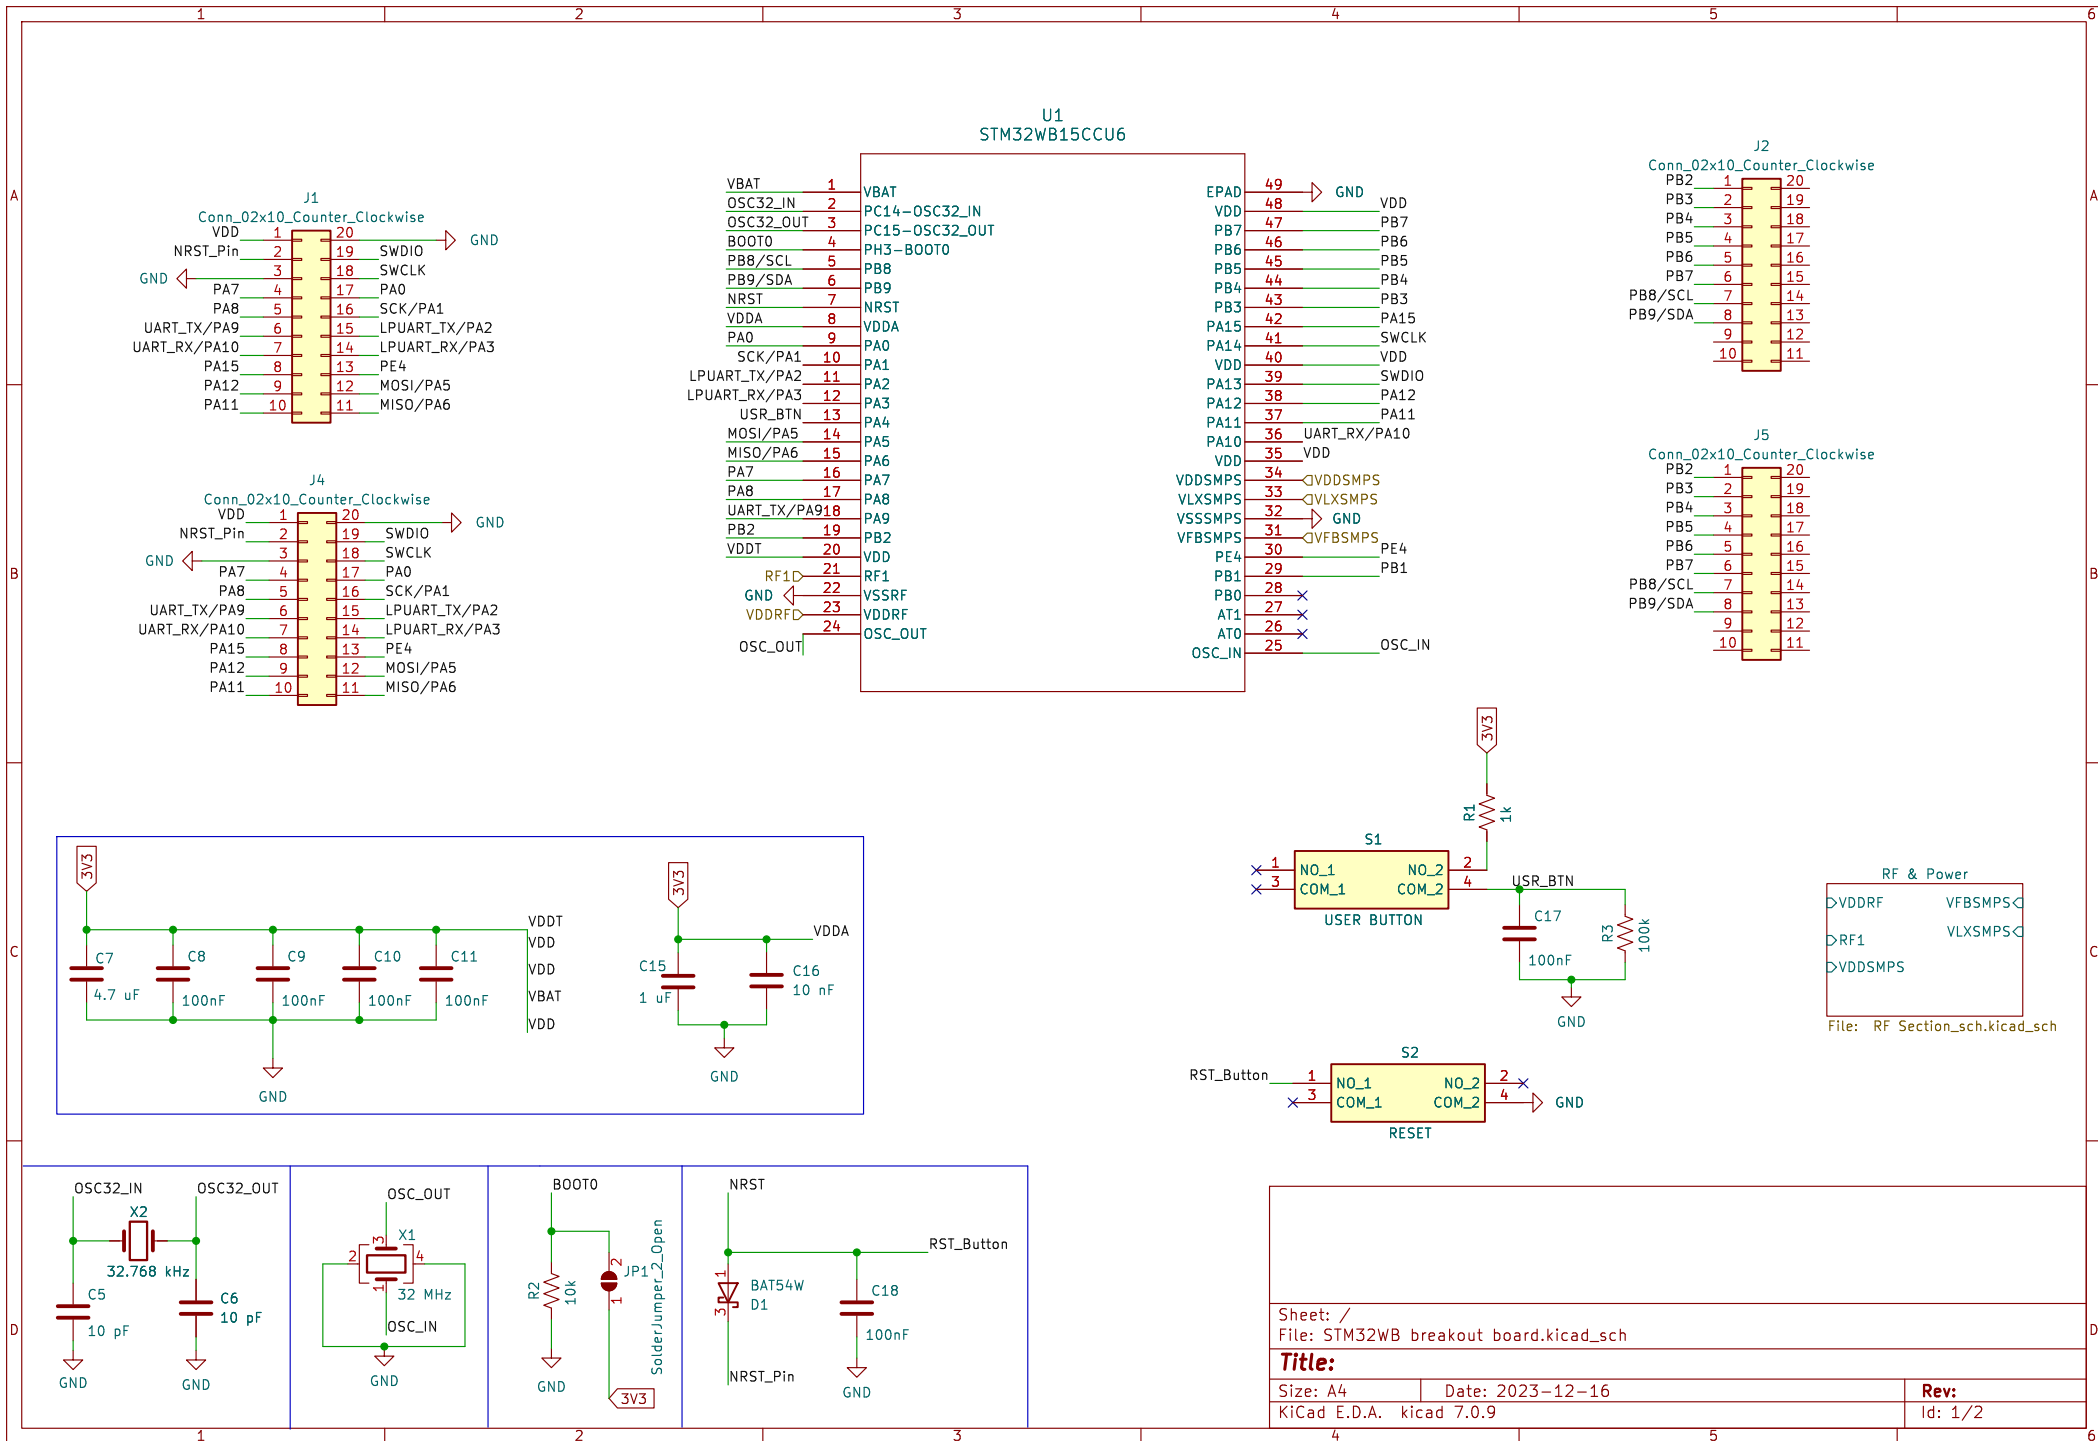 1 2 3 4 5 6
A
B
C
D
A
B
C
D
1 2 3 4 5 6
J1
Conn_02x10_Counter_Clockwise
VDD 1 20 GND
NRST_Pin 2 19 SWDIO
GND 3 18 SWCLK
PA7 4 17 PA0
PA8 5 16 SCK/PA1
UART_TX/PA9 6 15 LPUART_TX/PA2
UART_RX/PA10 7 14 LPUART_RX/PA3
PA15 8 13 PE4
PA12 9 12 MOSI/PA5
PA11 10 11 MISO/PA6
J4
Conn_02x10_Counter_Clockwise
VDD 1 20 GND
NRST_Pin 2 19 SWDIO
GND 3 18 SWCLK
PA7 4 17 PA0
PA8 5 16 SCK/PA1
UART_TX/PA9 6 15 LPUART_TX/PA2
UART_RX/PA10 7 14 LPUART_RX/PA3
PA15 8 13 PE4
PA12 9 12 MOSI/PA5
PA11 10 11 MISO/PA6
U1
STM32WB15CCU6
VBAT 1 VBAT EPAD 49 GND
OSC32_IN 2 PC14-OSC32_IN VDD 48 VDD
OSC32_OUT 3 PC15-OSC32_OUT PB7 47 PB7
BOOT0 4 PH3-BOOT0 PB6 46 PB6
PB8/SCL 5 PB8 PB5 45 PB5
PB9/SDA 6 PB9 PB4 44 PB4
NRST 7 NRST PB3 43 PB3
VDDA 8 VDDA PA15 42 PA15
PA0 9 PA0 PA14 41 SWCLK
SCK/PA1 10 PA1 VDD 40 VDD
LPUART_TX/PA2 11 PA2 PA13 39 SWDIO
LPUART_RX/PA3 12 PA3 PA12 38 PA12
USR_BTN 13 PA4 PA11 37 PA11
MOSI/PA5 14 PA5 PA10 36 UART_RX/PA10
MISO/PA6 15 PA6 VDD 35 VDD
PA7 16 PA7 VDDSMPS 34 VDDSMPS
PA8 17 PA8 VLXSMPS 33 VLXSMPS
UART_TX/PA9 18 PA9 VSSSMPS 32 GND
PB2 19 PB2 VFBSMPS 31 VFBSMPS
VDDT 20 VDD PE4 30 PE4
RF1 21 RF1 PB1 29 PB1
GND 22 VSSRF PB0 28
VDDRF 23 VDDRF AT1 27
OSC_OUT 24 OSC_OUT AT0 26
OSC_IN 25 OSC_IN
J2
Conn_02x10_Counter_Clockwise
PB2 1 20
PB3 2 19
PB4 3 18
PB5 4 17
PB6 5 16
PB7 6 15
PB8/SCL 7 14
PB9/SDA 8 13
9 12
10 11
J5
Conn_02x10_Counter_Clockwise
PB2 1 20
PB3 2 19
PB4 3 18
PB5 4 17
PB6 5 16
PB7 6 15
PB8/SCL 7 14
PB9/SDA 8 13
9 12
10 11
3V3
C7
4.7 uF
C8
100nF
C9
100nF
C10
100nF
C11
100nF
GND
VDDT
VDD
VDD
VBAT
VDD
3V3
VDDA
C15
1 uF
C16
10 nF
GND
3V3
R1
1k
S1
1 NO_1 NO_2 2
3 COM_1 COM_2 4
USER BUTTON
USR_BTN
C17
100nF
R3
100k
GND
S2
RST_Button 1 NO_1 NO_2 2
3 COM_1 COM_2 4 GND
RESET
RF & Power
VDDRF VFBSMPS
RF1 VLXSMPS
VDDSMPS
File: RF Section_sch.kicad_sch
OSC32_IN OSC32_OUT
X2
32.768 kHz
C5
10 pF
C6
10 pF
GND GND
OSC_OUT
X1
3
2 4
1
32 MHz
OSC_IN
GND
BOOT0
R2
10k
2
JP1
1
SolderJumper_2_Open
GND
3V3
NRST
RST_Button
1
BAT54W
D1
3
C18
100nF
NRST_Pin
GND
Sheet: /
File: STM32WB breakout board.kicad_sch
Title:
Size: A4 Date: 2023-12-16 Rev:
KiCad E.D.A. kicad 7.0.9 Id: 1/2